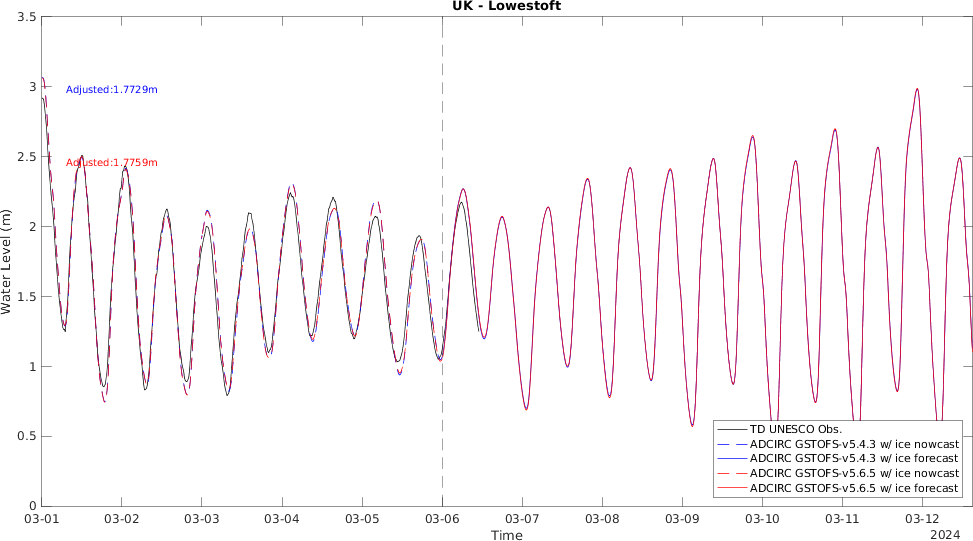 UK - Lowestoft
Water Level (m)
3.5
3
2.5
2
1.5
1
0.5
0
Adjusted:1.7729m
Adjusted:1.7759m
TD UNESCO Obs.
ADCIRC GSTOFS-v5.4.3 w/ ice nowcast
ADCIRC GSTOFS-v5.4.3 w/ ice forecast
ADCIRC GSTOFS-v5.6.5 w/ ice nowcast
ADCIRC GSTOFS-v5.6.5 w/ ice forecast
03-01 03-02 03-03 03-04 03-05 03-06 03-07 03-08 03-09 03-10 03-11 03-12
Time
2024